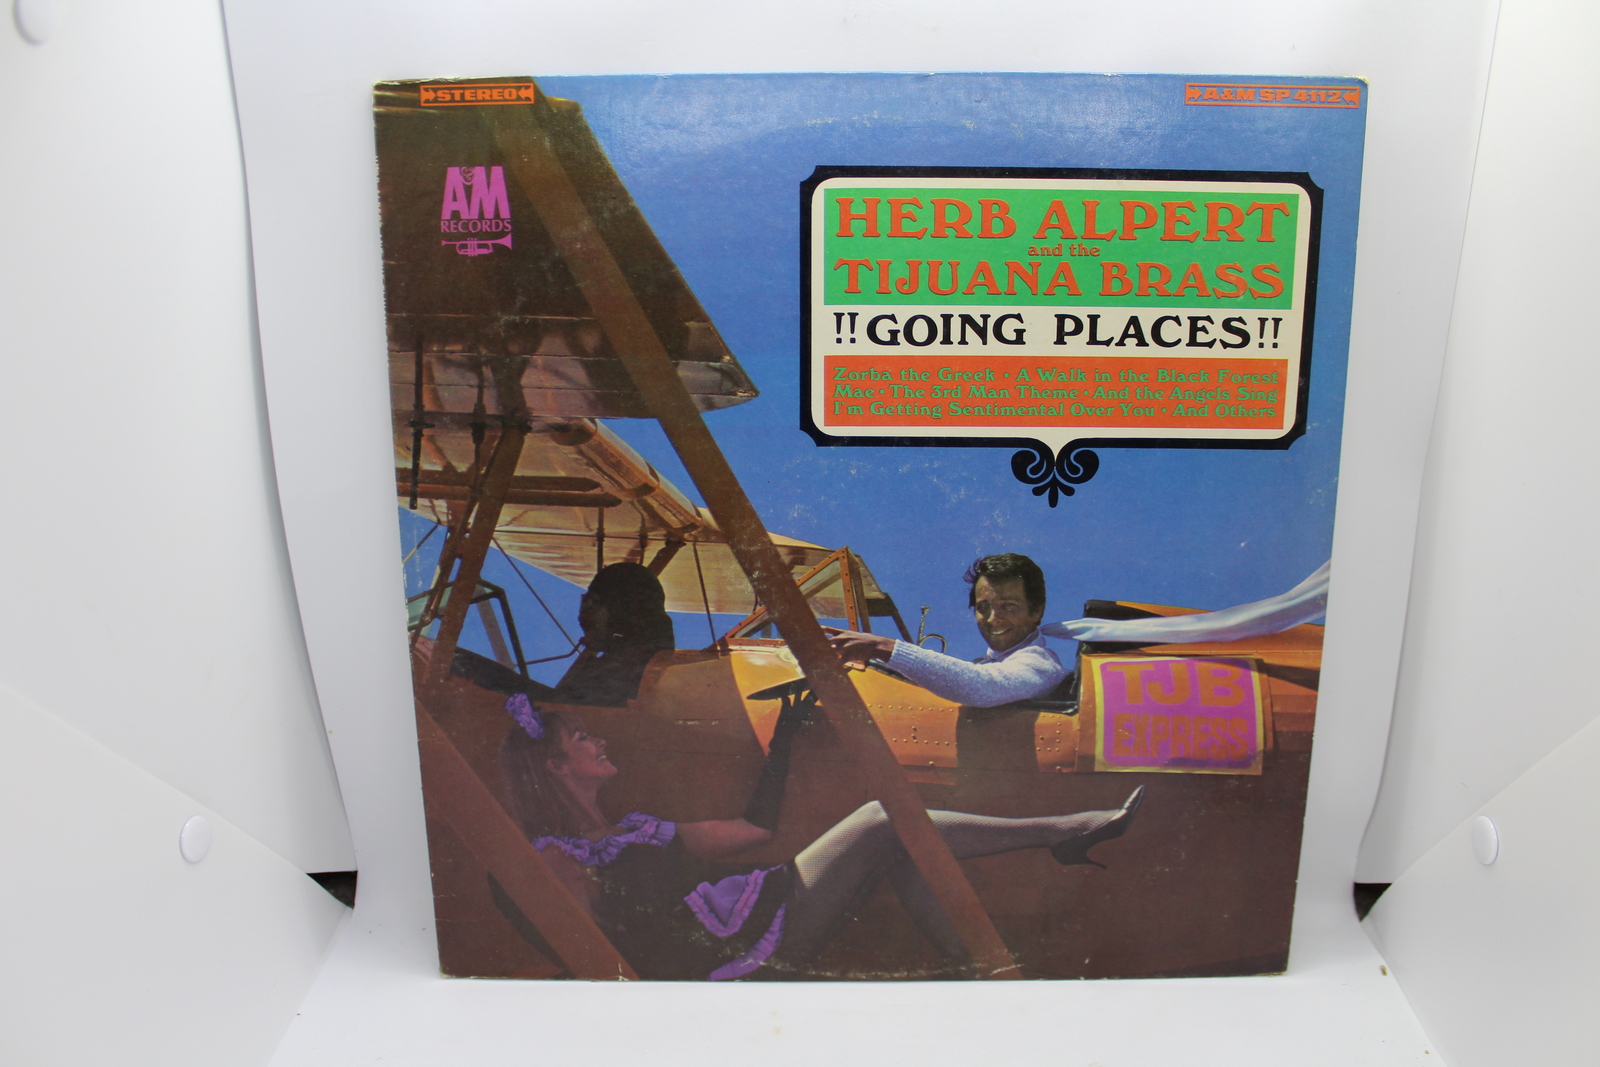 STEREO
A&M SP 4112
A&M
RECORDS
HERB ALPERT
and the
TIJUANA BRASS
!!GOING PLACES!!
Zorba the Greek • A Walk in the Black Forest
Mae • The 3rd Man Theme • And the Angels Sing
I'm Getting Sentimental Over You • And Others
TJB
EXPRESS